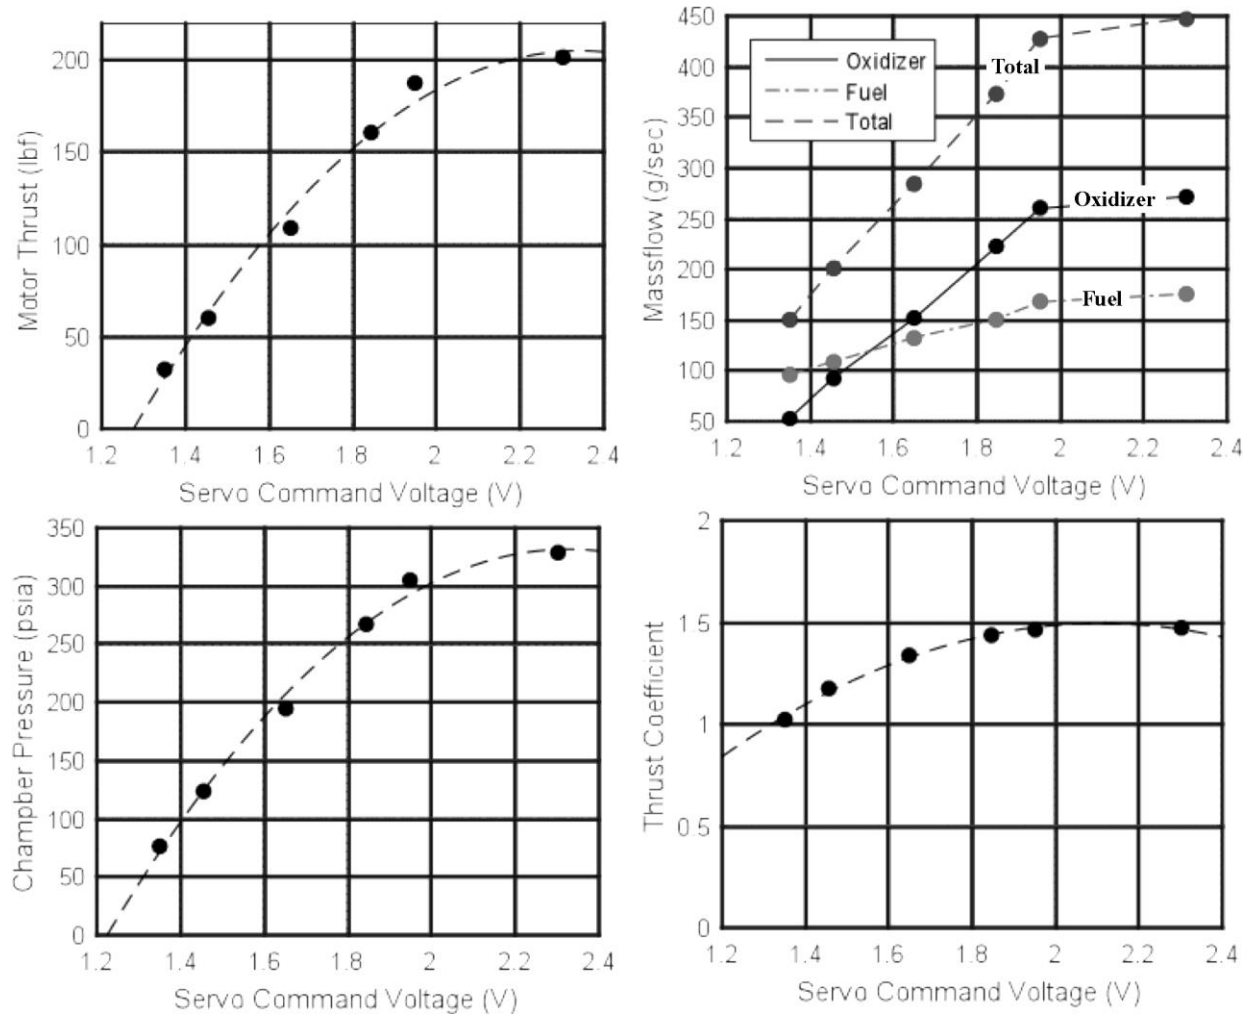 Motor Thrust (lbf)
200
150
100
50
0
1.2 1.4 1.6 1.8 2 2.2 2.4
Servo Command Voltage (V)
Massflow (g/sec)
450
400
350
300
250
200
150
100
50
Oxidizer
Fuel
Total
Total
Oxidizer
Fuel
1.2 1.4 1.6 1.8 2 2.2 2.4
Servo Command Voltage (V)
Champber Pressure (psia)
350
300
250
200
150
100
50
0
1.2 1.4 1.6 1.8 2 2.2 2.4
Servo Command Voltage (V)
Thrust Coefficient
2
1.5
1
0.5
0
1.2 1.4 1.6 1.8 2 2.2 2.4
Servo Command Voltage (V)